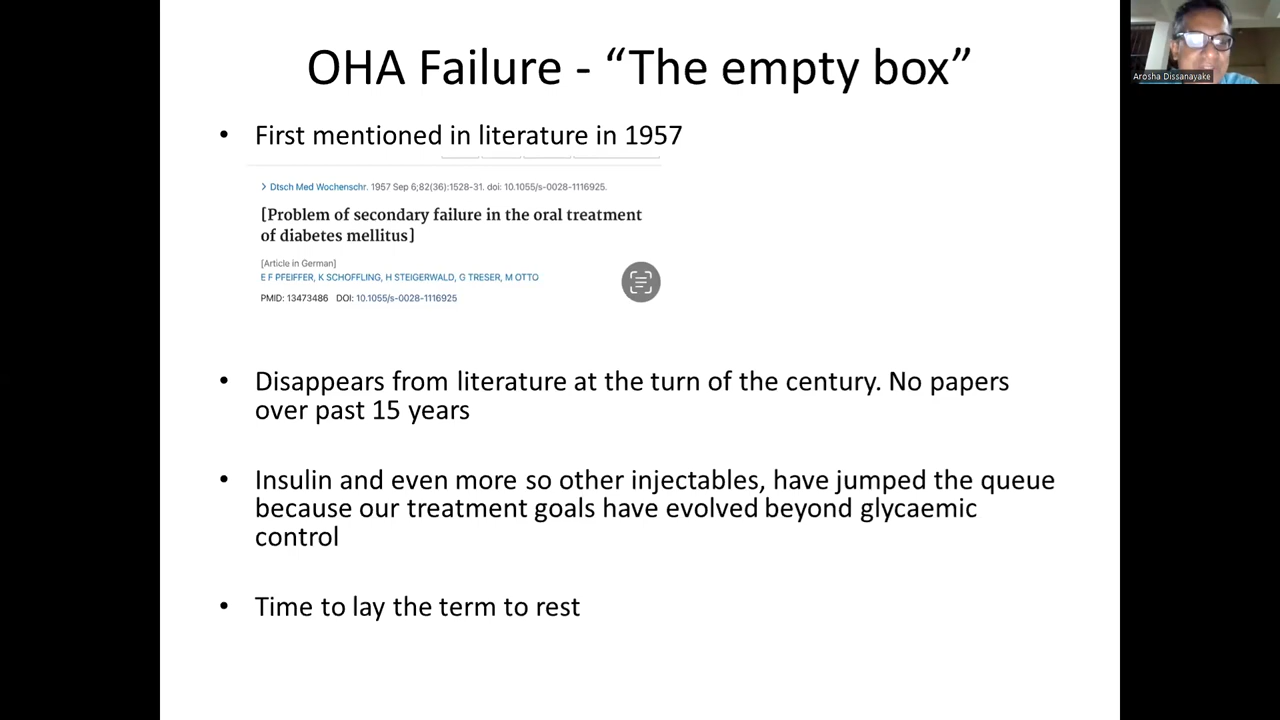 OHA Failure - “The empty box”
Arosha Dissanayake
• First mentioned in literature in 1957
> Dtsch Med Wochenschr. 1957 Sep 6;82(36):1528-31. doi: 10.1055/s-0028-1116925.
[Problem of secondary failure in the oral treatment
of diabetes mellitus]
[Article in German]
E F PFEIFFER, K SCHOFFLING, H STEIGERWALD, G TRESER, M OTTO
PMID: 13473486 DOI: 10.1055/s-0028-1116925
• Disappears from literature at the turn of the century. No papers
over past 15 years
• Insulin and even more so other injectables, have jumped the queue
because our treatment goals have evolved beyond glycaemic
control
• Time to lay the term to rest